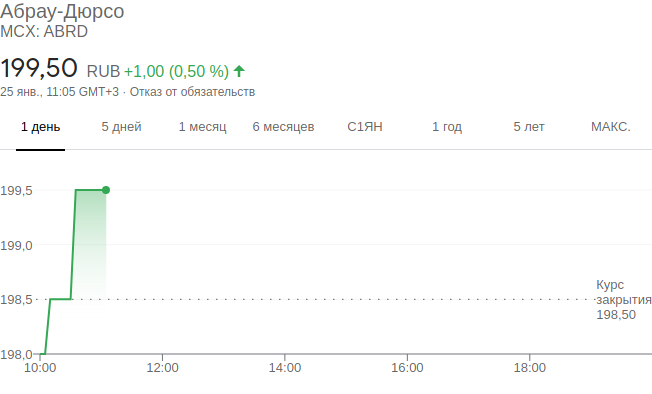 Абрау-Дюрсо
MCX: ABRD
199,50 RUB +1,00 (0,50 %)
25 янв., 11:05 GMT+3 · Отказ от обязательств
1 день 5 дней 1 месяц 6 месяцев С1ЯН 1 год 5 лет МАКС.
199,5
199,0
198,5
198,0
Курс
закрытия
198,50
10:00 12:00 14:00 16:00 18:00